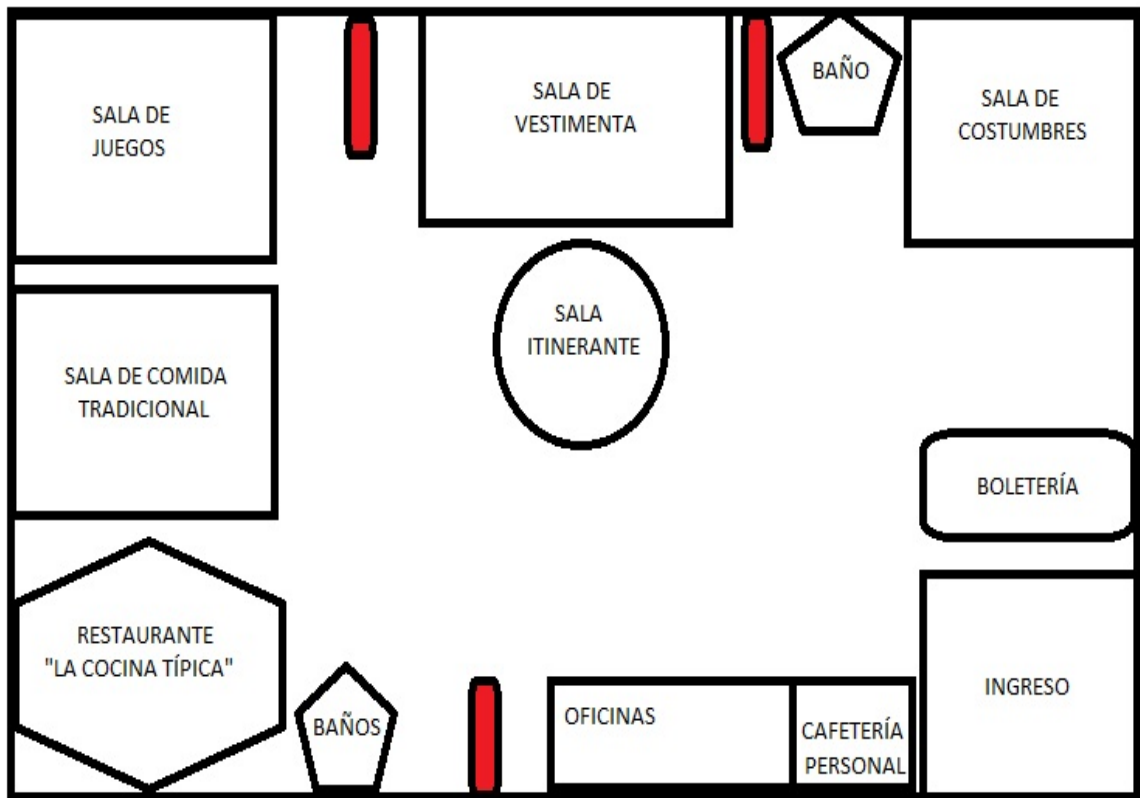 SALA DE
JUEGOS
SALA DE
VESTIMENTA
BAÑO
SALA DE
COSTUMBRES
SALA
ITINERANTE
SALA DE COMIDA
TRADICIONAL
BOLETERÍA
RESTAURANTE
"LA COCINA TÍPICA"
BAÑOS
OFICINAS
CAFETERÍA
PERSONAL
INGRESO